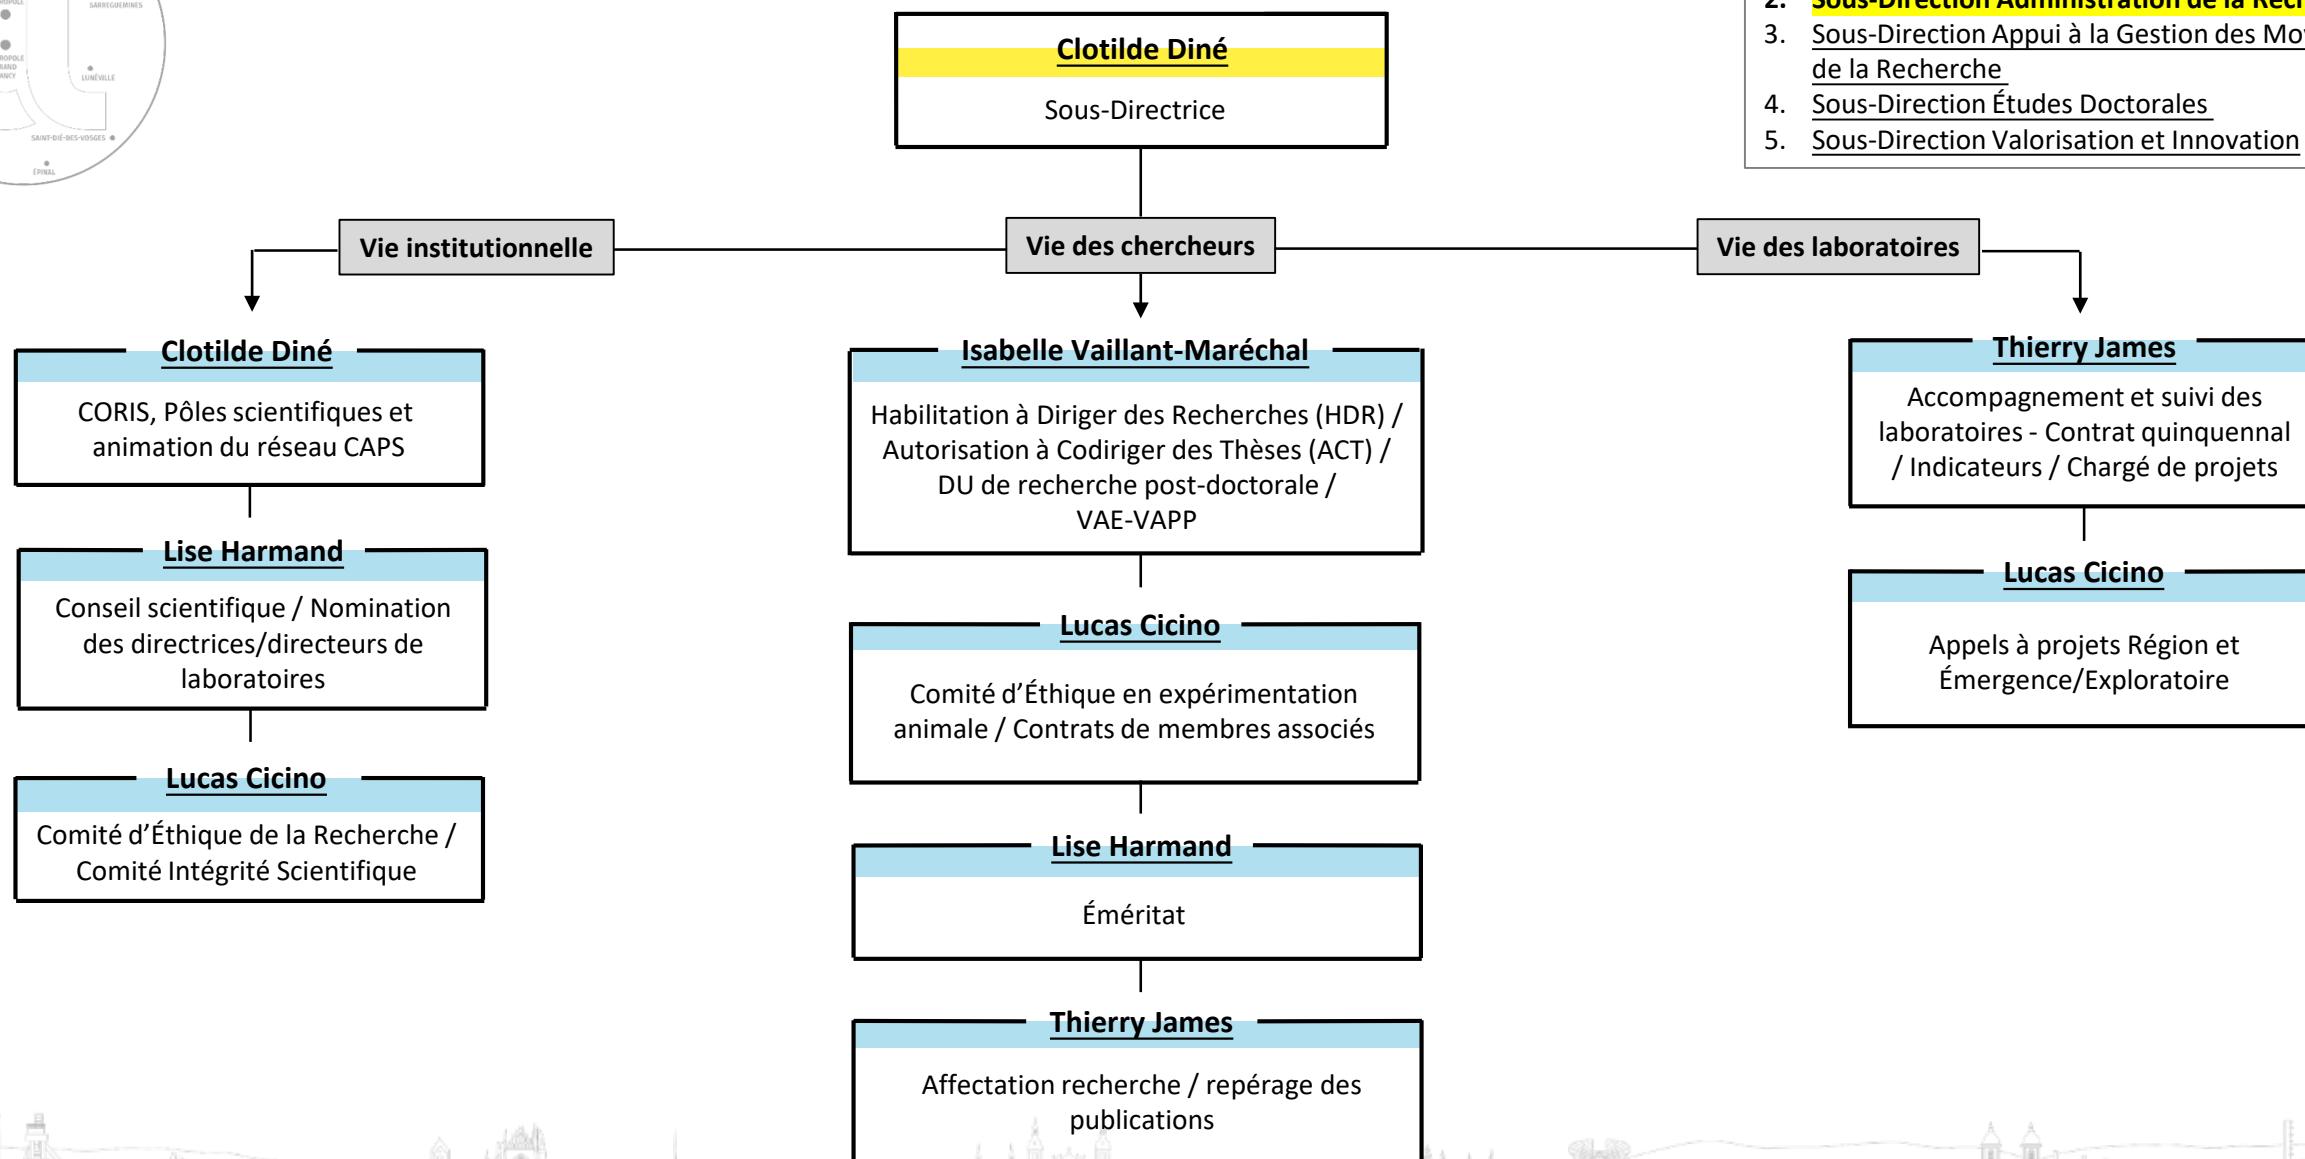 SARREGUEMINES
LUNÉVILLE
SAINT-DIÉ-DES-VOSGES
ÉPINAL
Clotilde Diné
Sous-Directrice
2. Sous-Direction Administration de la
3. Sous-Direction Appui à la Gestion des
de la Recherche
4. Sous-Direction Études Doctorales
5. Sous-Direction Valorisation et Innovation
Vie institutionnelle
Vie des chercheurs
Vie des laboratoires
Clotilde Diné
CORIS, Pôles scientifiques et
animation du réseau CAPS
Lise Harmand
Conseil scientifique / Nomination
des directrices/directeurs de
laboratoires
Lucas Cicino
Comité d’Éthique de la Recherche /
Comité Intégrité Scientifique
Isabelle Vaillant-Maréchal
Habilitation à Diriger des Recherches (HDR) /
Autorisation à Codiriger des Thèses (ACT) /
DU de recherche post-doctorale /
VAE-VAPP
Lucas Cicino
Comité d’Éthique en expérimentation
animale / Contrats de membres associés
Lise Harmand
Éméritat
Thierry James
Affectation recherche / repérage des
publications
Thierry James
Accompagnement et suivi des
laboratoires - Contrat quinquennal
/ Indicateurs / Chargé de projets
Lucas Cicino
Appels à projets Région et
Émergence/Exploratoire